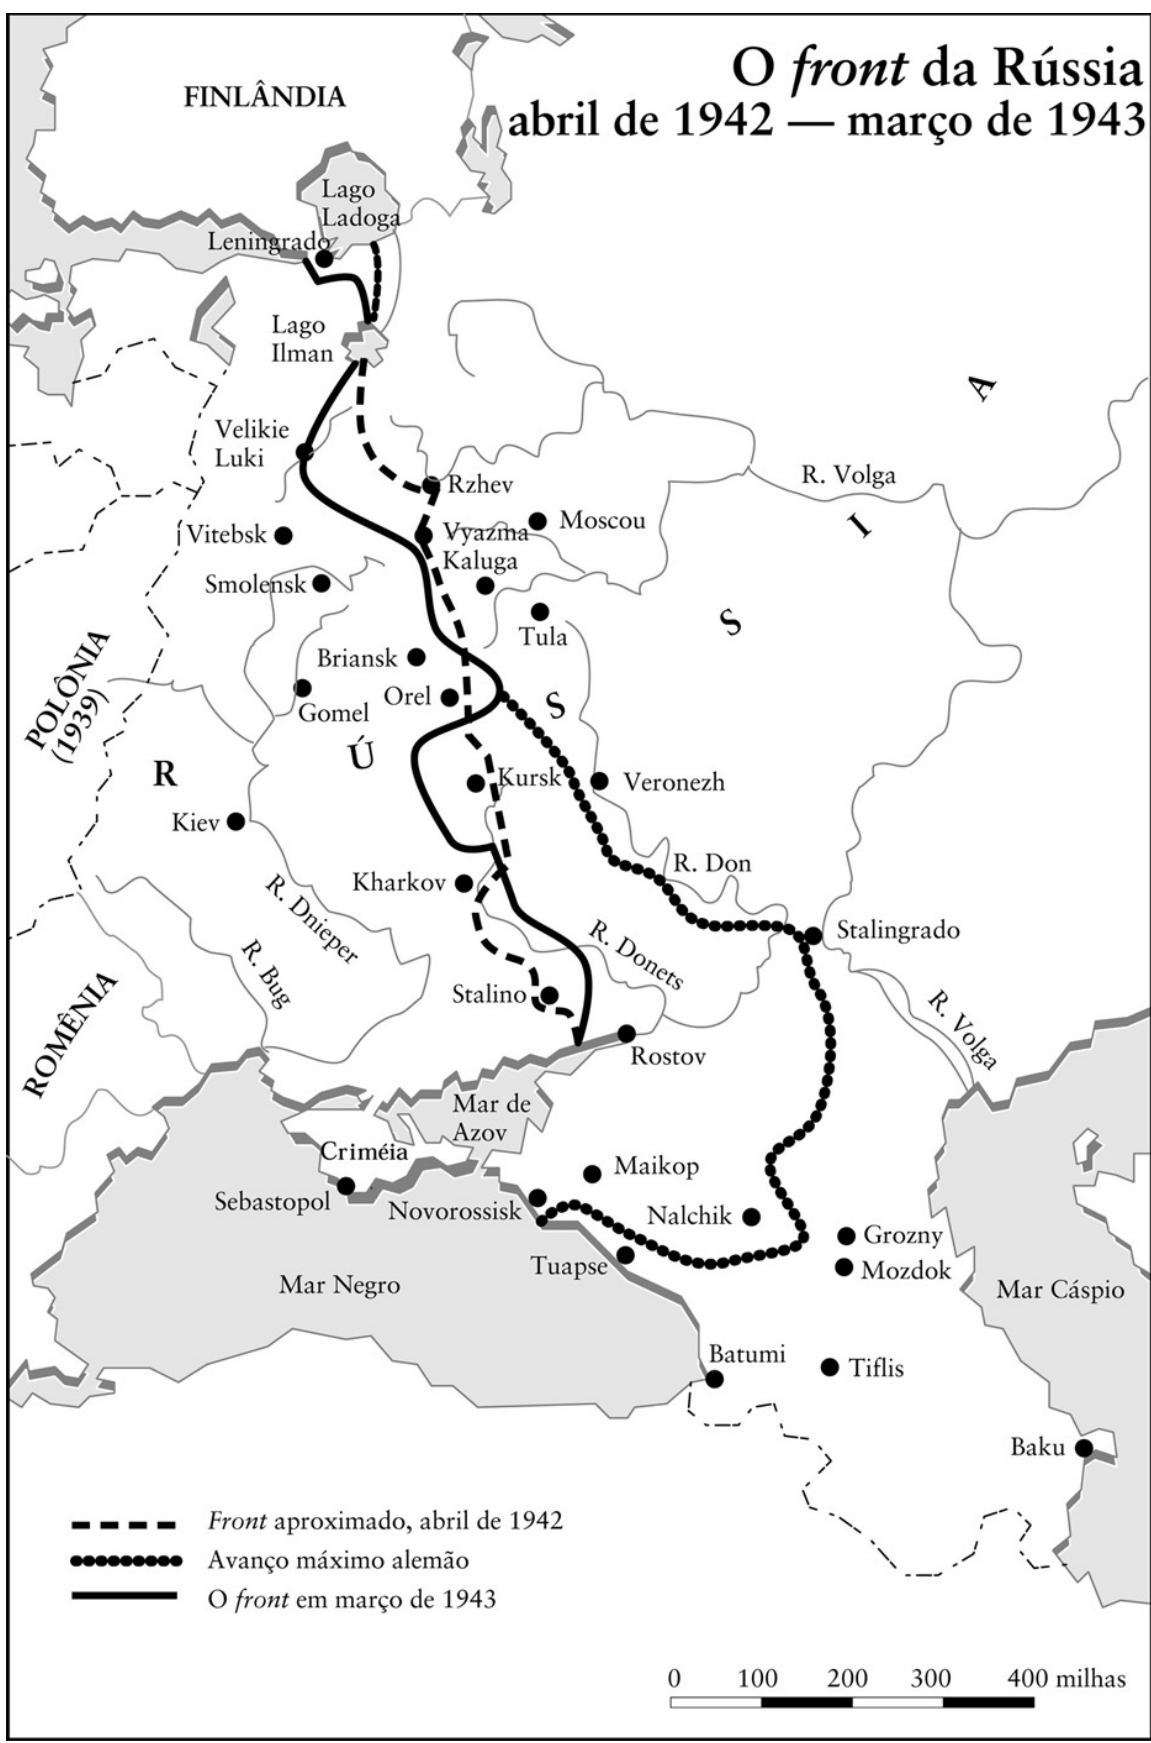 O front da Rússia
abril de 1942 — março de 1943
FINLÂNDIA
Lago
Ladoga
Leningrado
Lago
Ilman
A
Velikie
Luki
R. Volga
Rzhev
I
Vitebsk
Vyazma
Moscou
Kaluga
Smolensk
S
Tula
POLÔNIA
(1939)
Briansk
Orel
S
Gomel
Ú
R
Kursk
Veronezh
Kiev
R. Don
Kharkov
R. Dnieper
Stalingrado
R. Donets
R. Bug
Stalino
ROMÊNIA
R. Volga
Rostov
Mar de
Azov
Criméia
Maikop
Sebastopol
Novorossisk
Nalchik
Grozny
Tuapse
Mozdok
Mar Negro
Mar Cáspio
Batumi
Tiflis
Baku
Front aproximado, abril de 1942
Avanço máximo alemão
O front em março de 1943
0 100 200 300 400 milhas